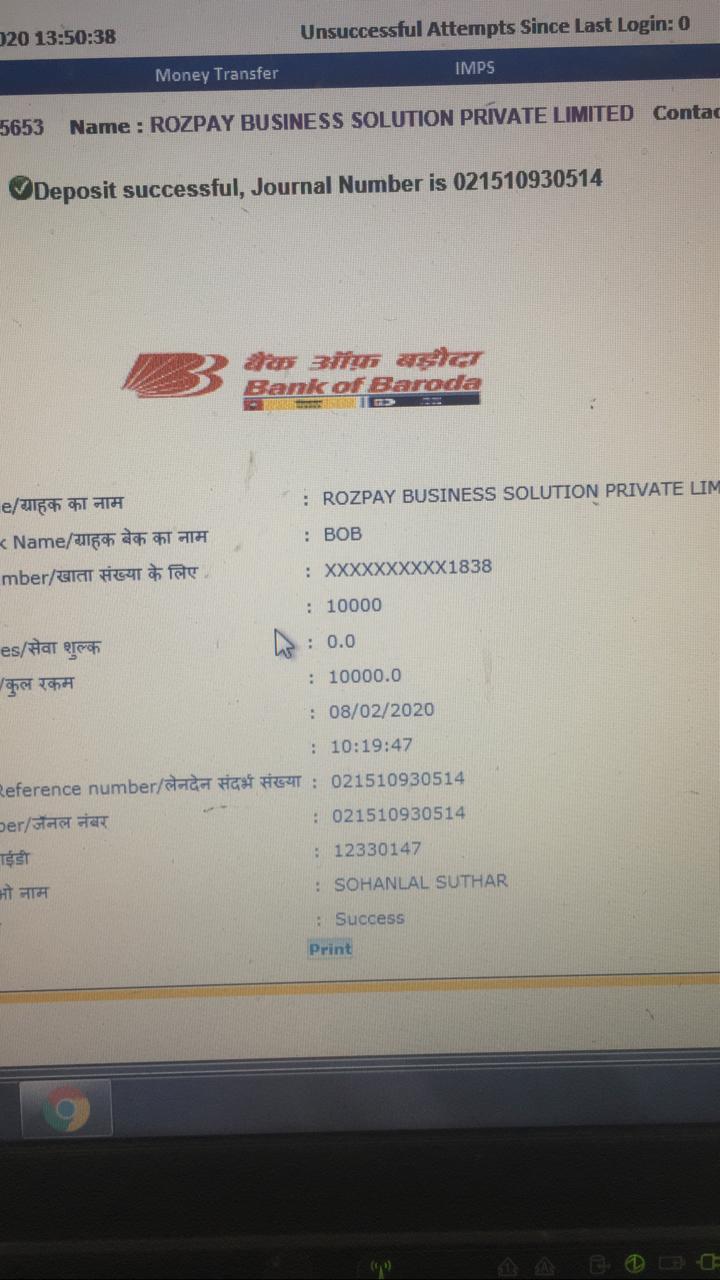 020 13:50:38 Unsuccessful Attempts Since Last Login: 0
Money Transfer IMPS
5653 Name : ROZPAY BUSINESS SOLUTION PRIVATE LIMITED Contac
Deposit successful, Journal Number is 021510930514
बैंक ऑफ़ बड़ौदा
Bank of Baroda
e/ग्राहक का नाम : ROZPAY BUSINESS SOLUTION PRIVATE LIM
k Name/ग्राहक बेंक का नाम : BOB
mber/खाता संख्या के लिए : XXXXXXXXXX1838
: 10000
es/सेवा शुल्क : 0.0
/कुल रकम : 10000.0
: 08/02/2020
: 10:19:47
Reference number/लेनदेन संदर्भ संख्या : 021510930514
ber/जॅनल नंबर : 021510930514
आईडी : 12330147
नाम : SOHANLAL SUTHAR
: Success
Print